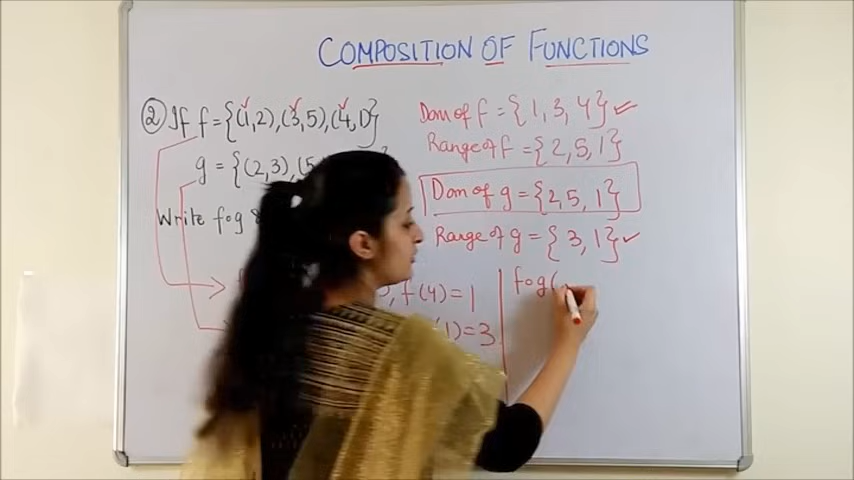 COMPOSITION OF FUNCTIONS
② If f = {(1,2),(3,5),(4,1)}
g = {(2,3),(5
Write fog &
, f(4)=1
(1)=3
Dom of f = {1,3,4}
Range of f = {2,5,1}
Dom of g = {2,5,1}
Range of g = {3,1}
fog(